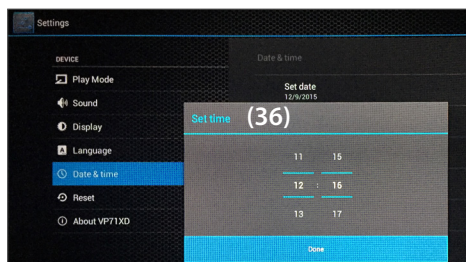 Settings
DEVICE
Play Mode
Sound
Display
Language
Date & time
Reset
About VP71XD
Date & time
Set date
12/9/2015
Set time (36)
11 15
12 : 16
13 17
Done